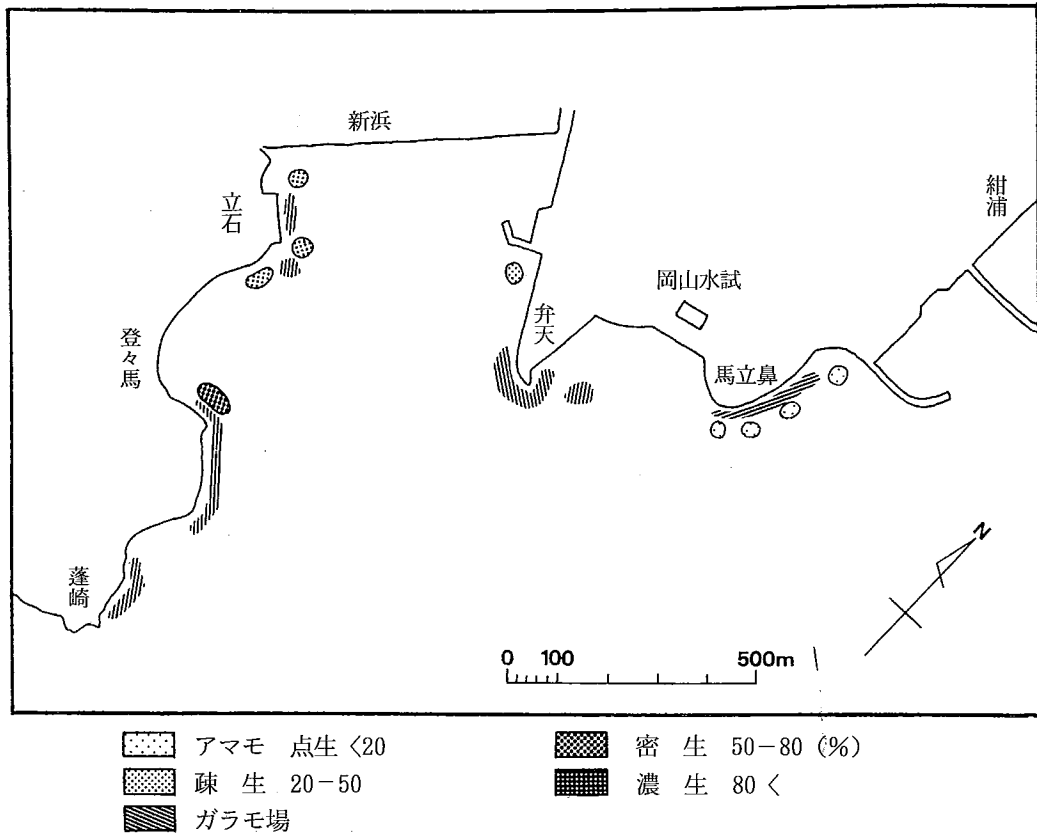 新浜
立石
紺浦
岡山水試
弁天
登々馬
馬立鼻
蓬崎
N
0 100 500m
アマモ 点生 <20
疎生 20-50
ガラモ場
密生 50-80 (%)
濃生 80<